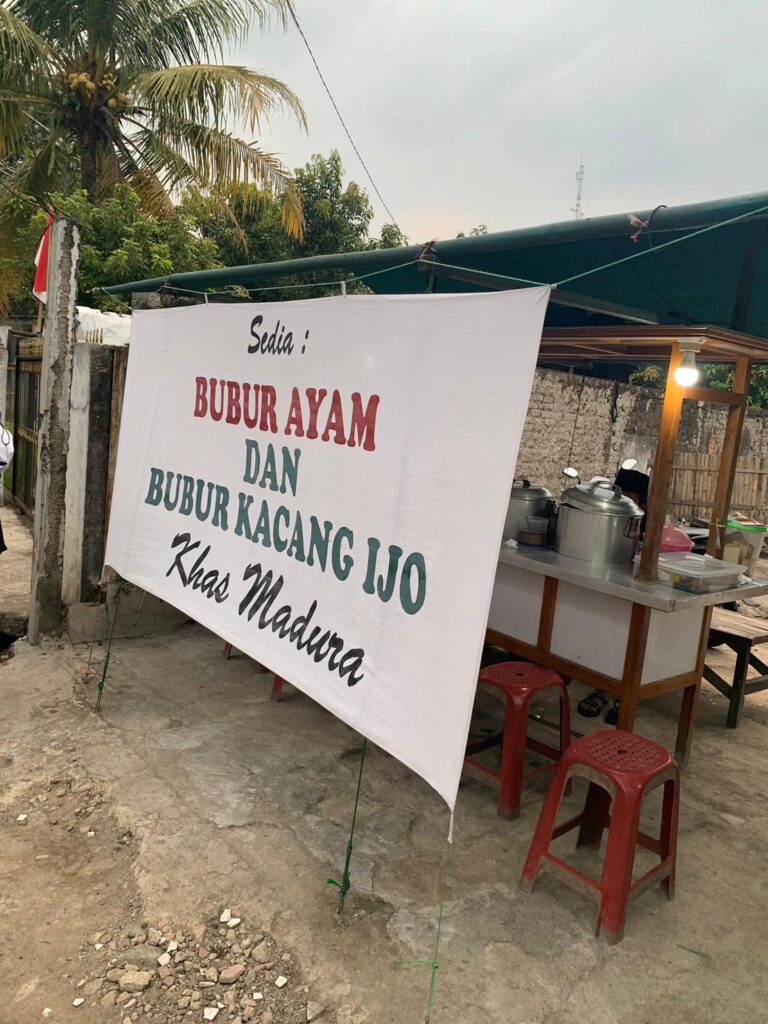 Sedia :
BUBUR AYAM
DAN
BUBUR KACANG IJO
Khas Madura